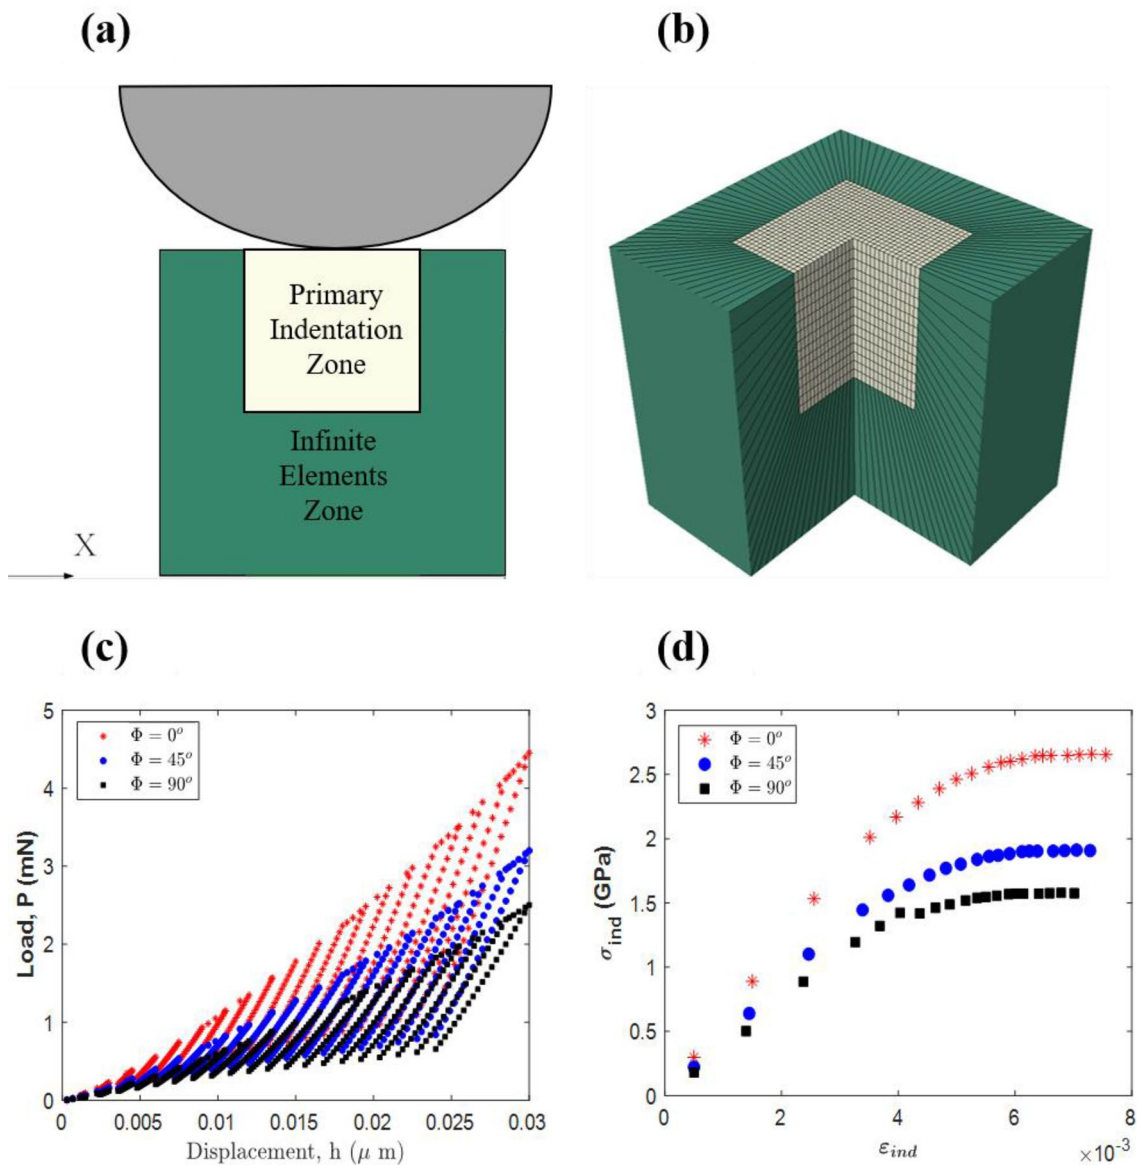 (a)
(b)
Primary
Indentation
Zone
Infinite
Elements
Zone
X
(c)
(d)
5
4
3
2
1
0
Load, P (mN)
Φ = 0°
Φ = 45°
Φ = 90°
0 0.005 0.01 0.015 0.02 0.025 0.03
Displacement, h (μ m)
3
2.5
2
1.5
1
0.5
0
σ_ind (GPa)
Φ = 0°
Φ = 45°
Φ = 90°
0 2 4 6 8
ε_ind
×10⁻³